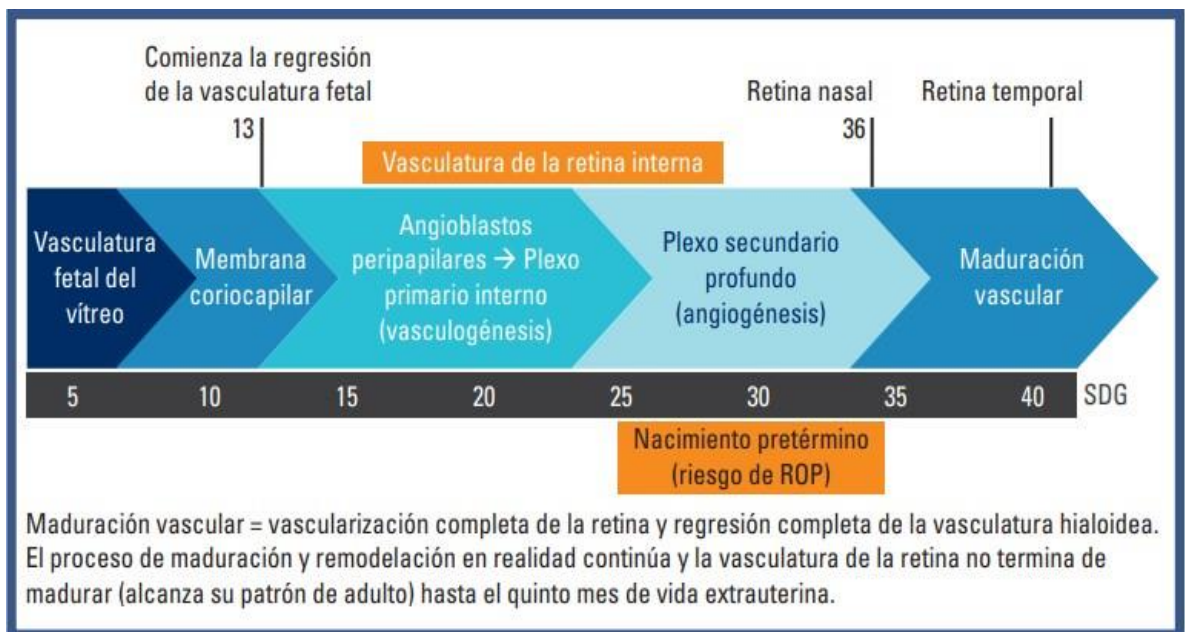 Comienza la regresión
de la vasculatura fetal
13
Retina nasal
36
Retina temporal
Vasculatura de la retina interna
Vasculatura
fetal del
vítreo
Membrana
coriocapilar
Angioblastos
peripapilares → Plexo
primario interno
(vasculogénesis)
Plexo secundario
profundo
(angiogénesis)
Maduración
vascular
5 10 15 20 25 30 35 40 SDG
Nacimiento pretérmino
(riesgo de ROP)
Maduración vascular = vascularización completa de la retina y regresión completa de la vasculatura hialoidea.
El proceso de maduración y remodelación en realidad continúa y la vasculatura de la retina no termina de
madurar (alcanza su patrón de adulto) hasta el quinto mes de vida extrauterina.